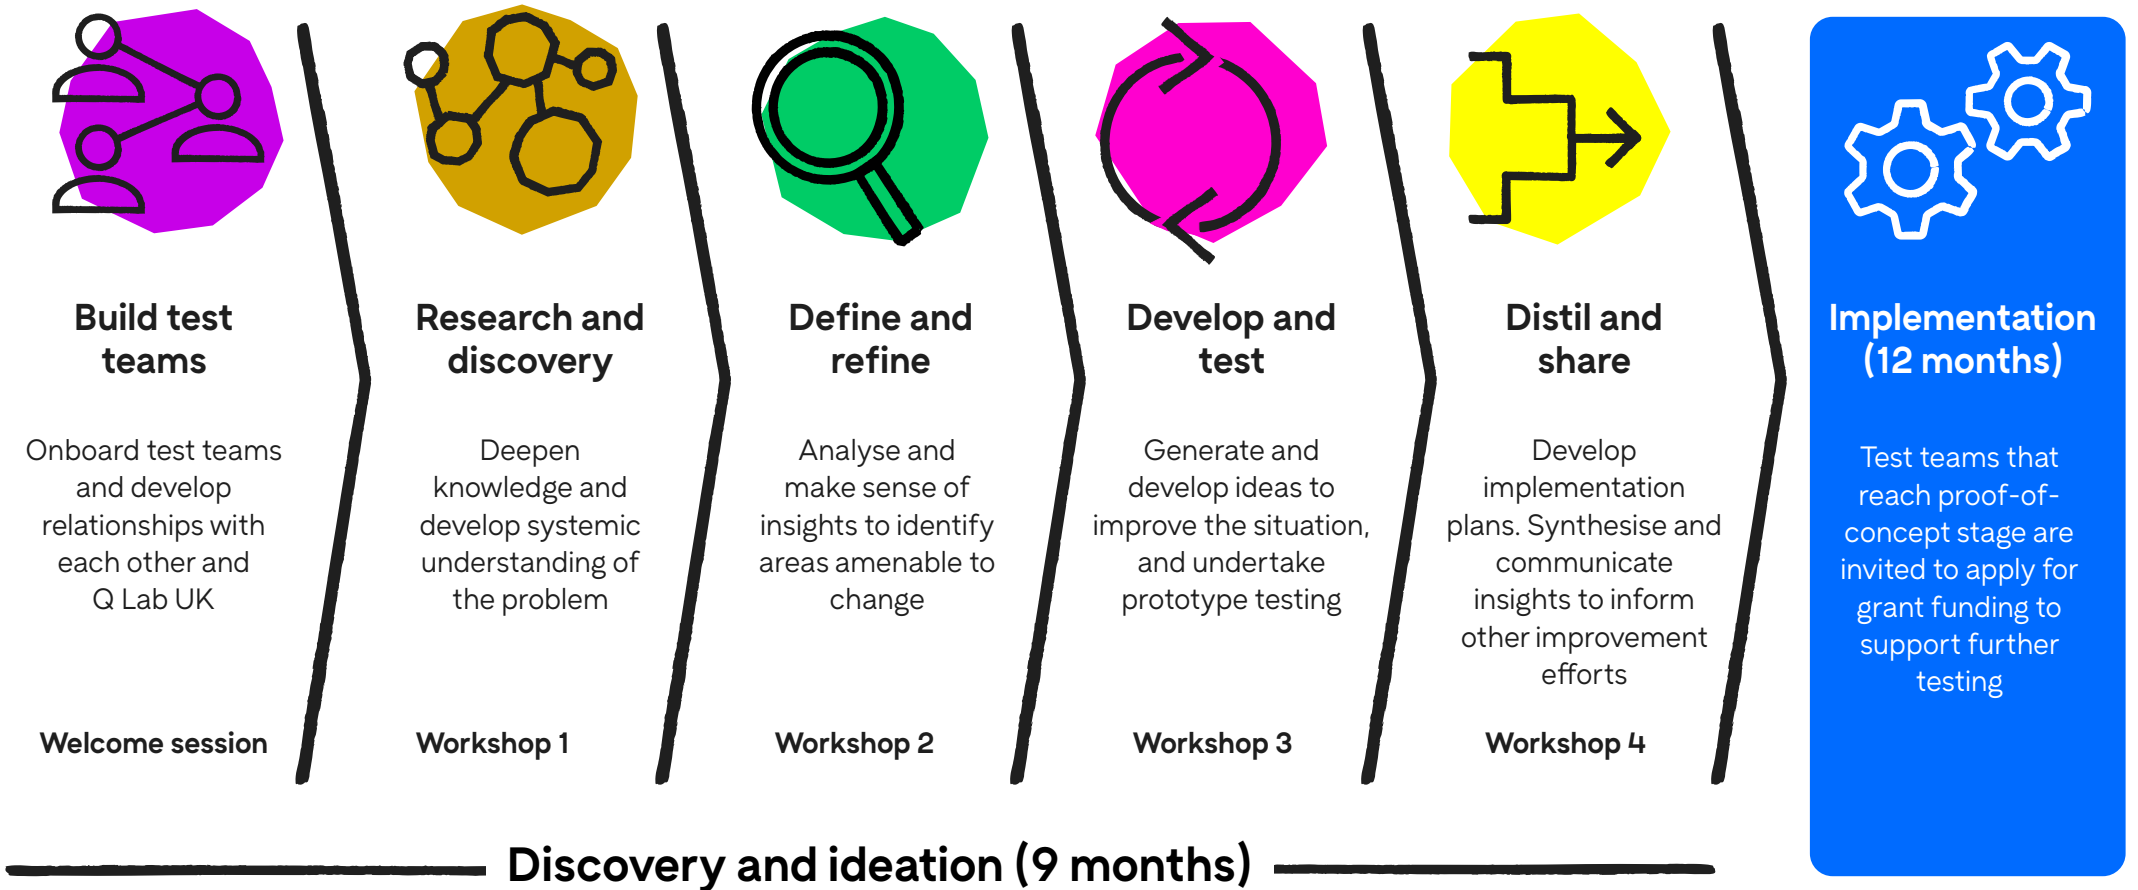 Build test
teams
Onboard test teams
and develop
relationships with
each other and
Q Lab UK
Welcome session
Research and
discovery
Deepen
knowledge and
develop systemic
understanding of
the problem
Workshop 1
Define and
refine
Analyse and
make sense of
insights to identify
areas amenable to
change
Workshop 2
Develop and
test
Generate and
develop ideas to
improve the situation,
and undertake
prototype testing
Workshop 3
Distil and
share
Develop
implementation
plans. Synthesise and
communicate
insights to inform
other improvement
efforts
Workshop 4
Implementation
(12 months)
Test teams that
reach proof-of-
concept stage are
invited to apply for
grant funding to
support further
testing
Discovery and ideation (9 months)